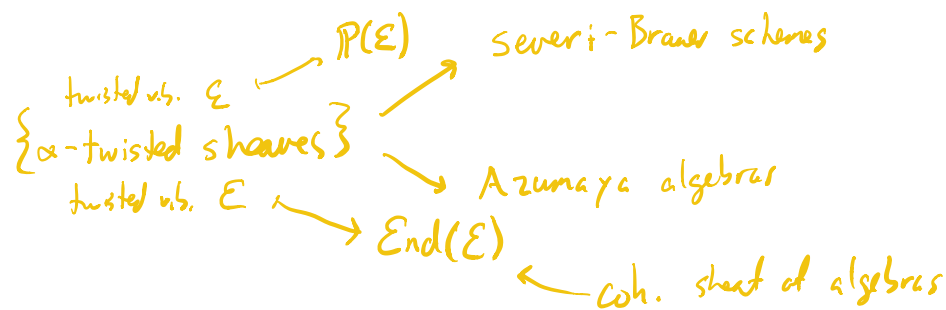 P(E) severi-Brauer schemes
twisted v.b. E
{α-twisted sheaves}
Azumaya algebras
twisted v.b. E
End(E)
coh. sheaf of algebras